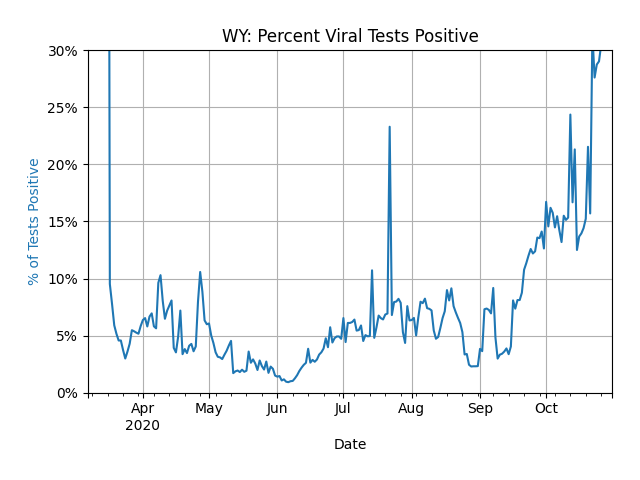 WY: Percent Viral Tests Positive
30%
25%
20%
15%
10%
5%
0%
% of Tests Positive
Apr May Jun Jul Aug Sep Oct
2020
Date